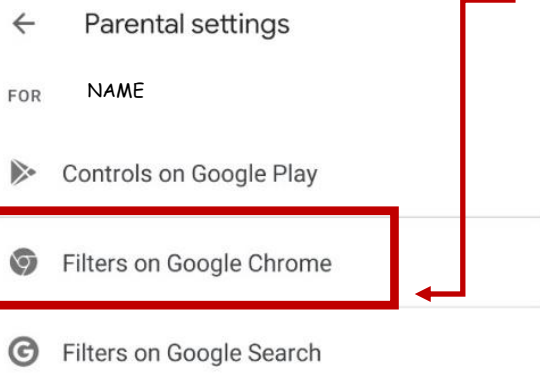 Parental settings
FOR NAME
Controls on Google Play
Filters on Google Chrome
Filters on Google Search